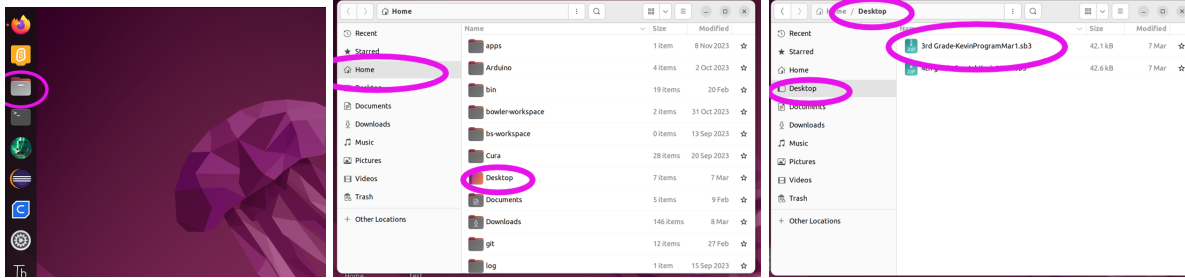 Th
Home
Recent
Starred
Home
Documents
Downloads
Music
Pictures
Videos
Trash
+ Other Locations
Name Size Modified
apps 1 item 8 Nov 2023
Arduino 4 items 2 Oct 2023
bin 19 items 20 Feb
bowler-workspace 2 items 31 Oct 2023
bs-workspace 0 items 13 Sep 2023
Cura 28 items 20 Sep 2023
Desktop 7 items 7 Mar
Documents 5 items 9 Feb
Downloads 146 items 8 Mar
git 12 items 27 Feb
log 1 item 15 Sep 2023
Home
/ Desktop
Recent
Starred
Home
Desktop
Documents
Downloads
Music
Pictures
Videos
Trash
+ Other Locations
Size Modified
3rd Grade-KevinProgramMar1.sb3 42.1 kB 7 Mar
42.6 kB 7 Mar